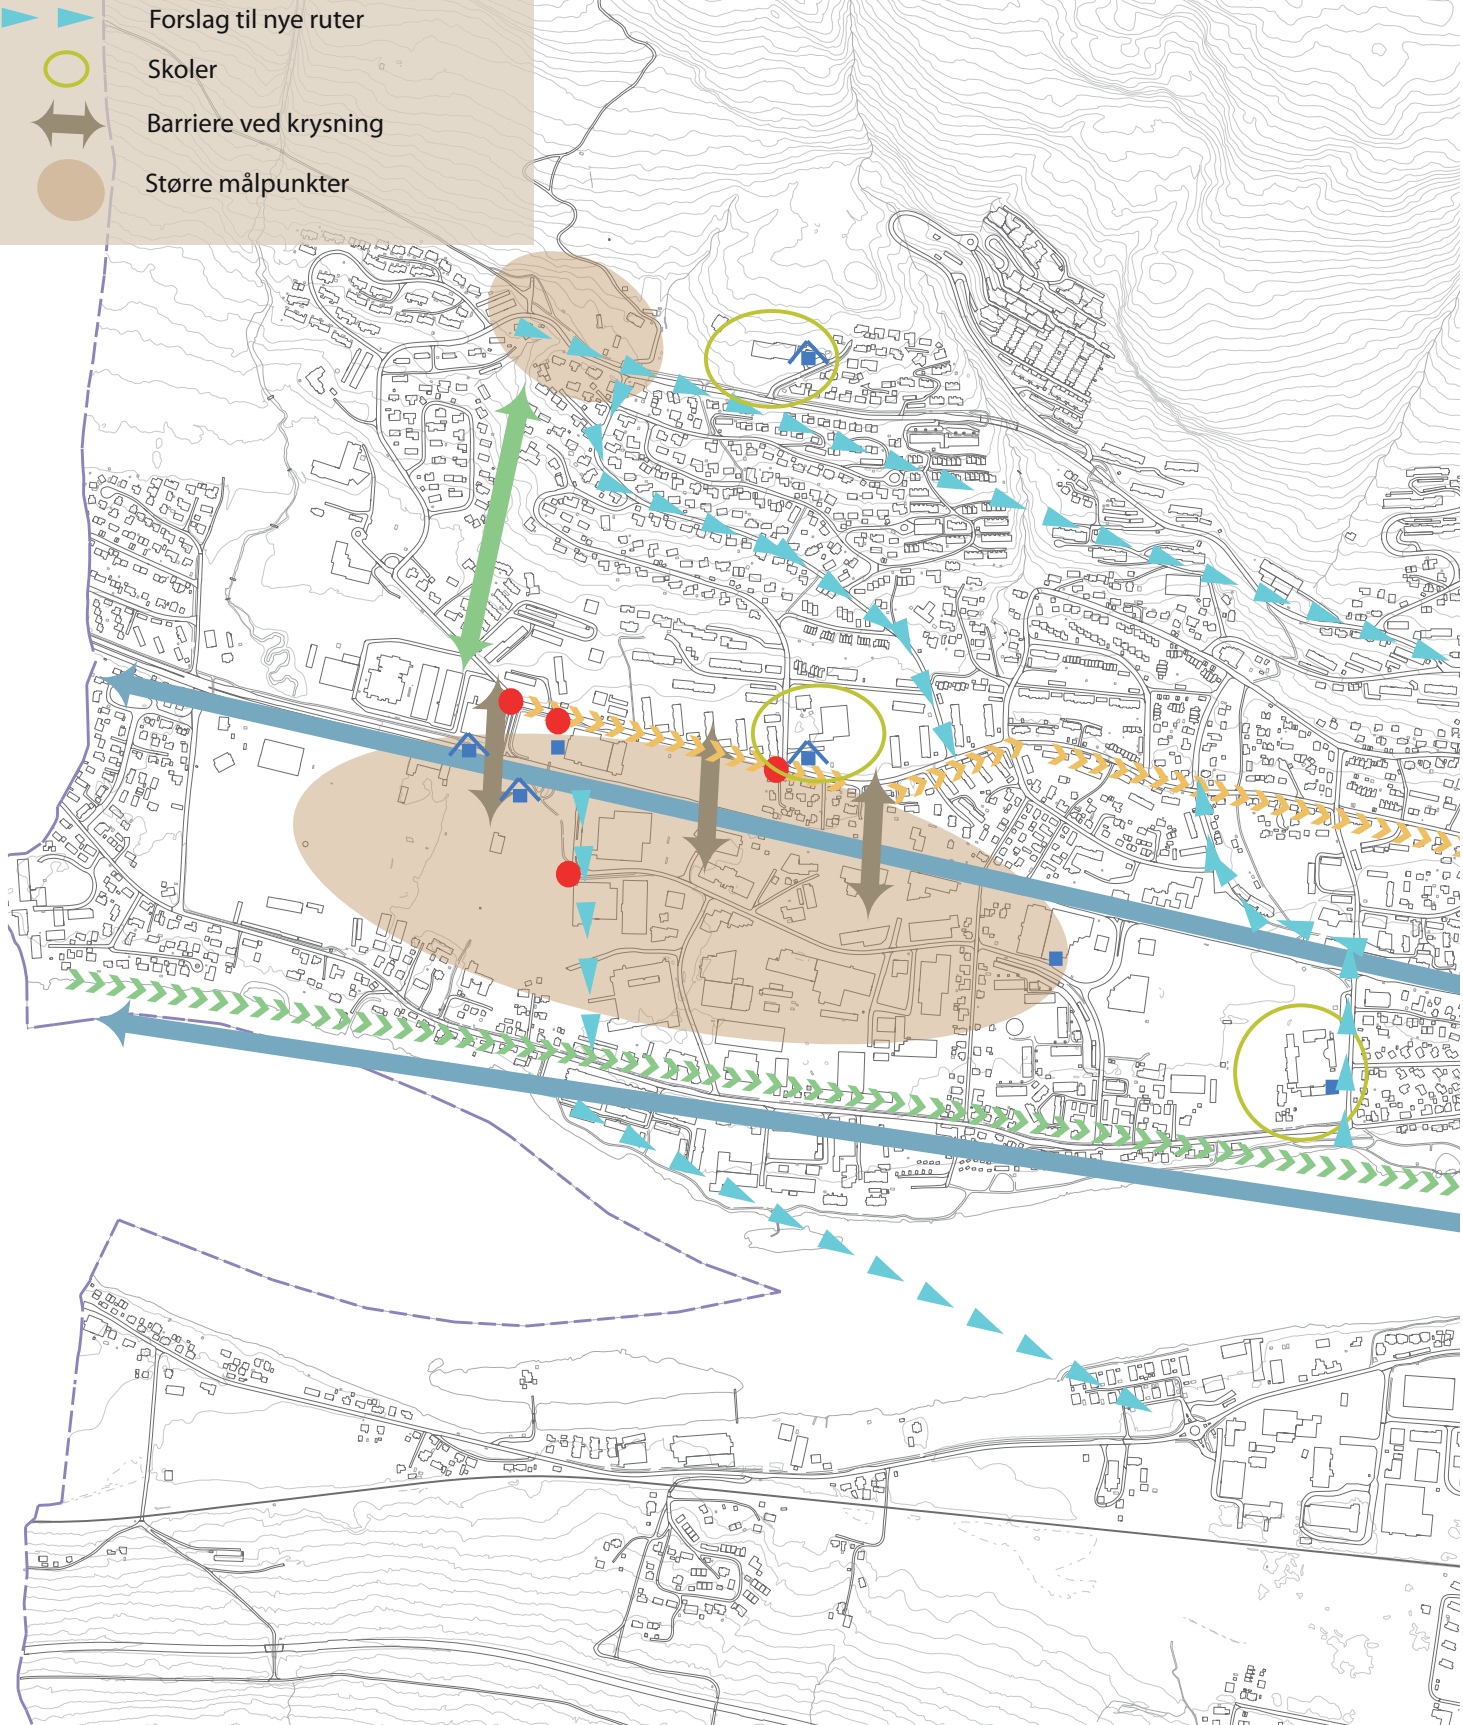 Forslag til nye ruter
Skoler
Barriere ved krysning
Større målpunkter